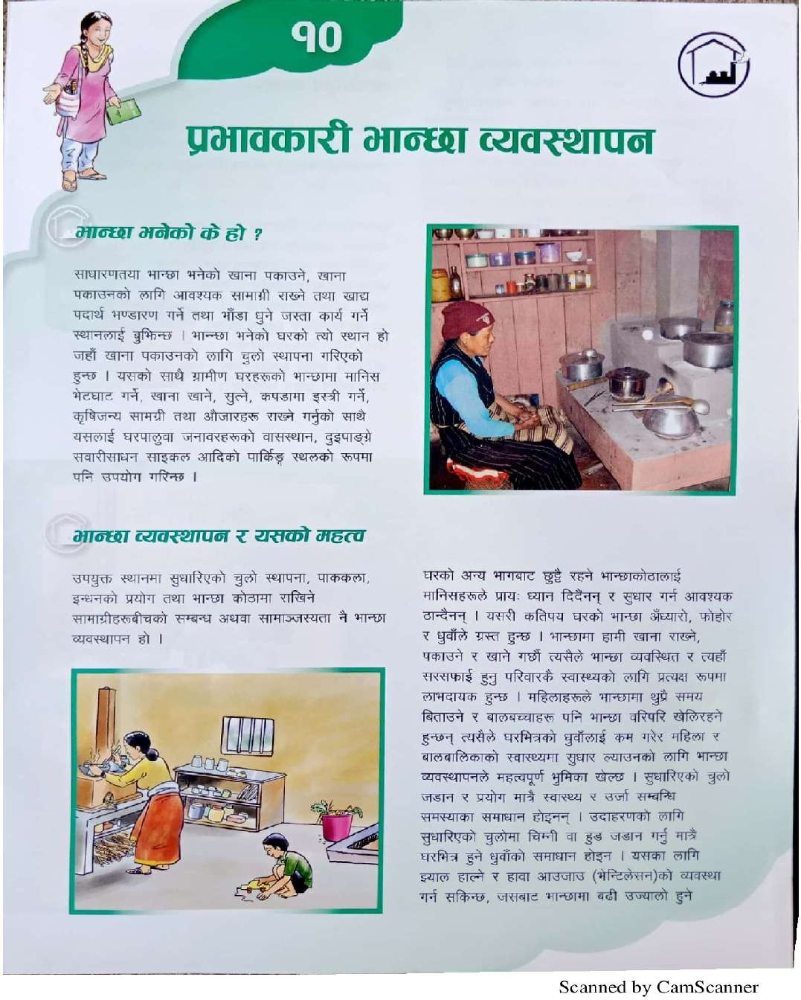 १०
प्रभावकारी भान्छा व्यवस्थापन
भान्छा भनेको के हो ?
साधारणतया भान्छा भनेको खाना पकाउने, खाना
पकाउनको लागि आवश्यक सामाग्री राख्ने तथा खाद्य
पदार्थ भण्डारण गर्ने तथा भाँडा धुने जस्ता कार्य गर्ने
स्थानलाई बुझिन्छ । भान्न्छा भनेको घरको त्यो स्थान हो
जहाँ खाना पकाउनको लागि चुलो स्थापना गरिएको
हुन्छ । यसको साथै ग्रामीण घरहरूको भान्छामा मानिस
भेटघाट गर्ने, खाना खाने, सुत्ने, कपडामा इस्त्री गर्ने,
कृषिजन्य सामग्री तथा औजारहरू राख्ने गर्नुको साथै
यसलाई घरपालुवा जनावरहरूको वासस्थान, दुइपाङ्ग्रे
सवारीसाधन साइकल आदिको पार्किङ्ग स्थलको रूपमा
पनि उपयोग गरिन्छ ।
भान्छा व्यवस्थापन र यसको महत्व
उपयुक्त स्थानमा सुधारिएको चुलो स्थापना, पाककला,
इन्धनको प्रयोग तथा भान्छा कोठामा राखिने
सामाग्रीहरूबीचको सम्बन्ध अथवा सामाञ्जस्यता नै भान्छा
व्यवस्थापन हो ।
घरको अन्य भागबाट छुट्टै रहने भान्छाकोठालाई
मानिसहरूले प्रायः ध्यान दिदैंनन् र सुधार गर्न आवश्यक
ठान्दैनन् । यसरी कतिपय घरको भान्छा अँध्यारो, फोहोर
र धुवाँले ग्रस्त हुन्छ । भान्छामा हामी खाना राख्ने,
पकाउने र खाने गर्छौ त्यसैले भान्छा व्यवस्थित र त्यहाँ
सरसफाई हुनु परिवारकै स्वास्थ्यको लागि प्रत्यक्ष रूपमा
लाभदायक हुन्छ । महिलाहरूले भान्छामा थुप्रै समय
बिताउने र बालबच्चाहरू पनि भान्छा वरिपरि खेलिरहने
हुन्छन् त्यसैले घरभित्रको धुवाँलाई कम गरेर महिला र
बालबालिकाको स्वास्थ्यमा सुधार ल्याउनको लागि भान्छा
व्यवस्थापनले महत्वपूर्ण भुमिका खेल्छ । सुधारिएको चुलो
जडान र प्रयोग मात्रै स्वास्थ्य र उर्जा सम्बन्धि
समस्याका समाधान होइनन् । उदाहरणको लागि
सुधारिएको चुलोमा चिम्नी वा हुड जडान गर्नु मात्रै
घरभित्र हुने धुवाँको समाधान होइन । यसका लागि
झ्याल हाल्ने र हावा आउजाउ (भेन्टिलेसन)को व्यवस्था
गर्न सकिन्छ, जसबाट भान्छामा बढी उज्यालो हुने
Scanned by CamScanner